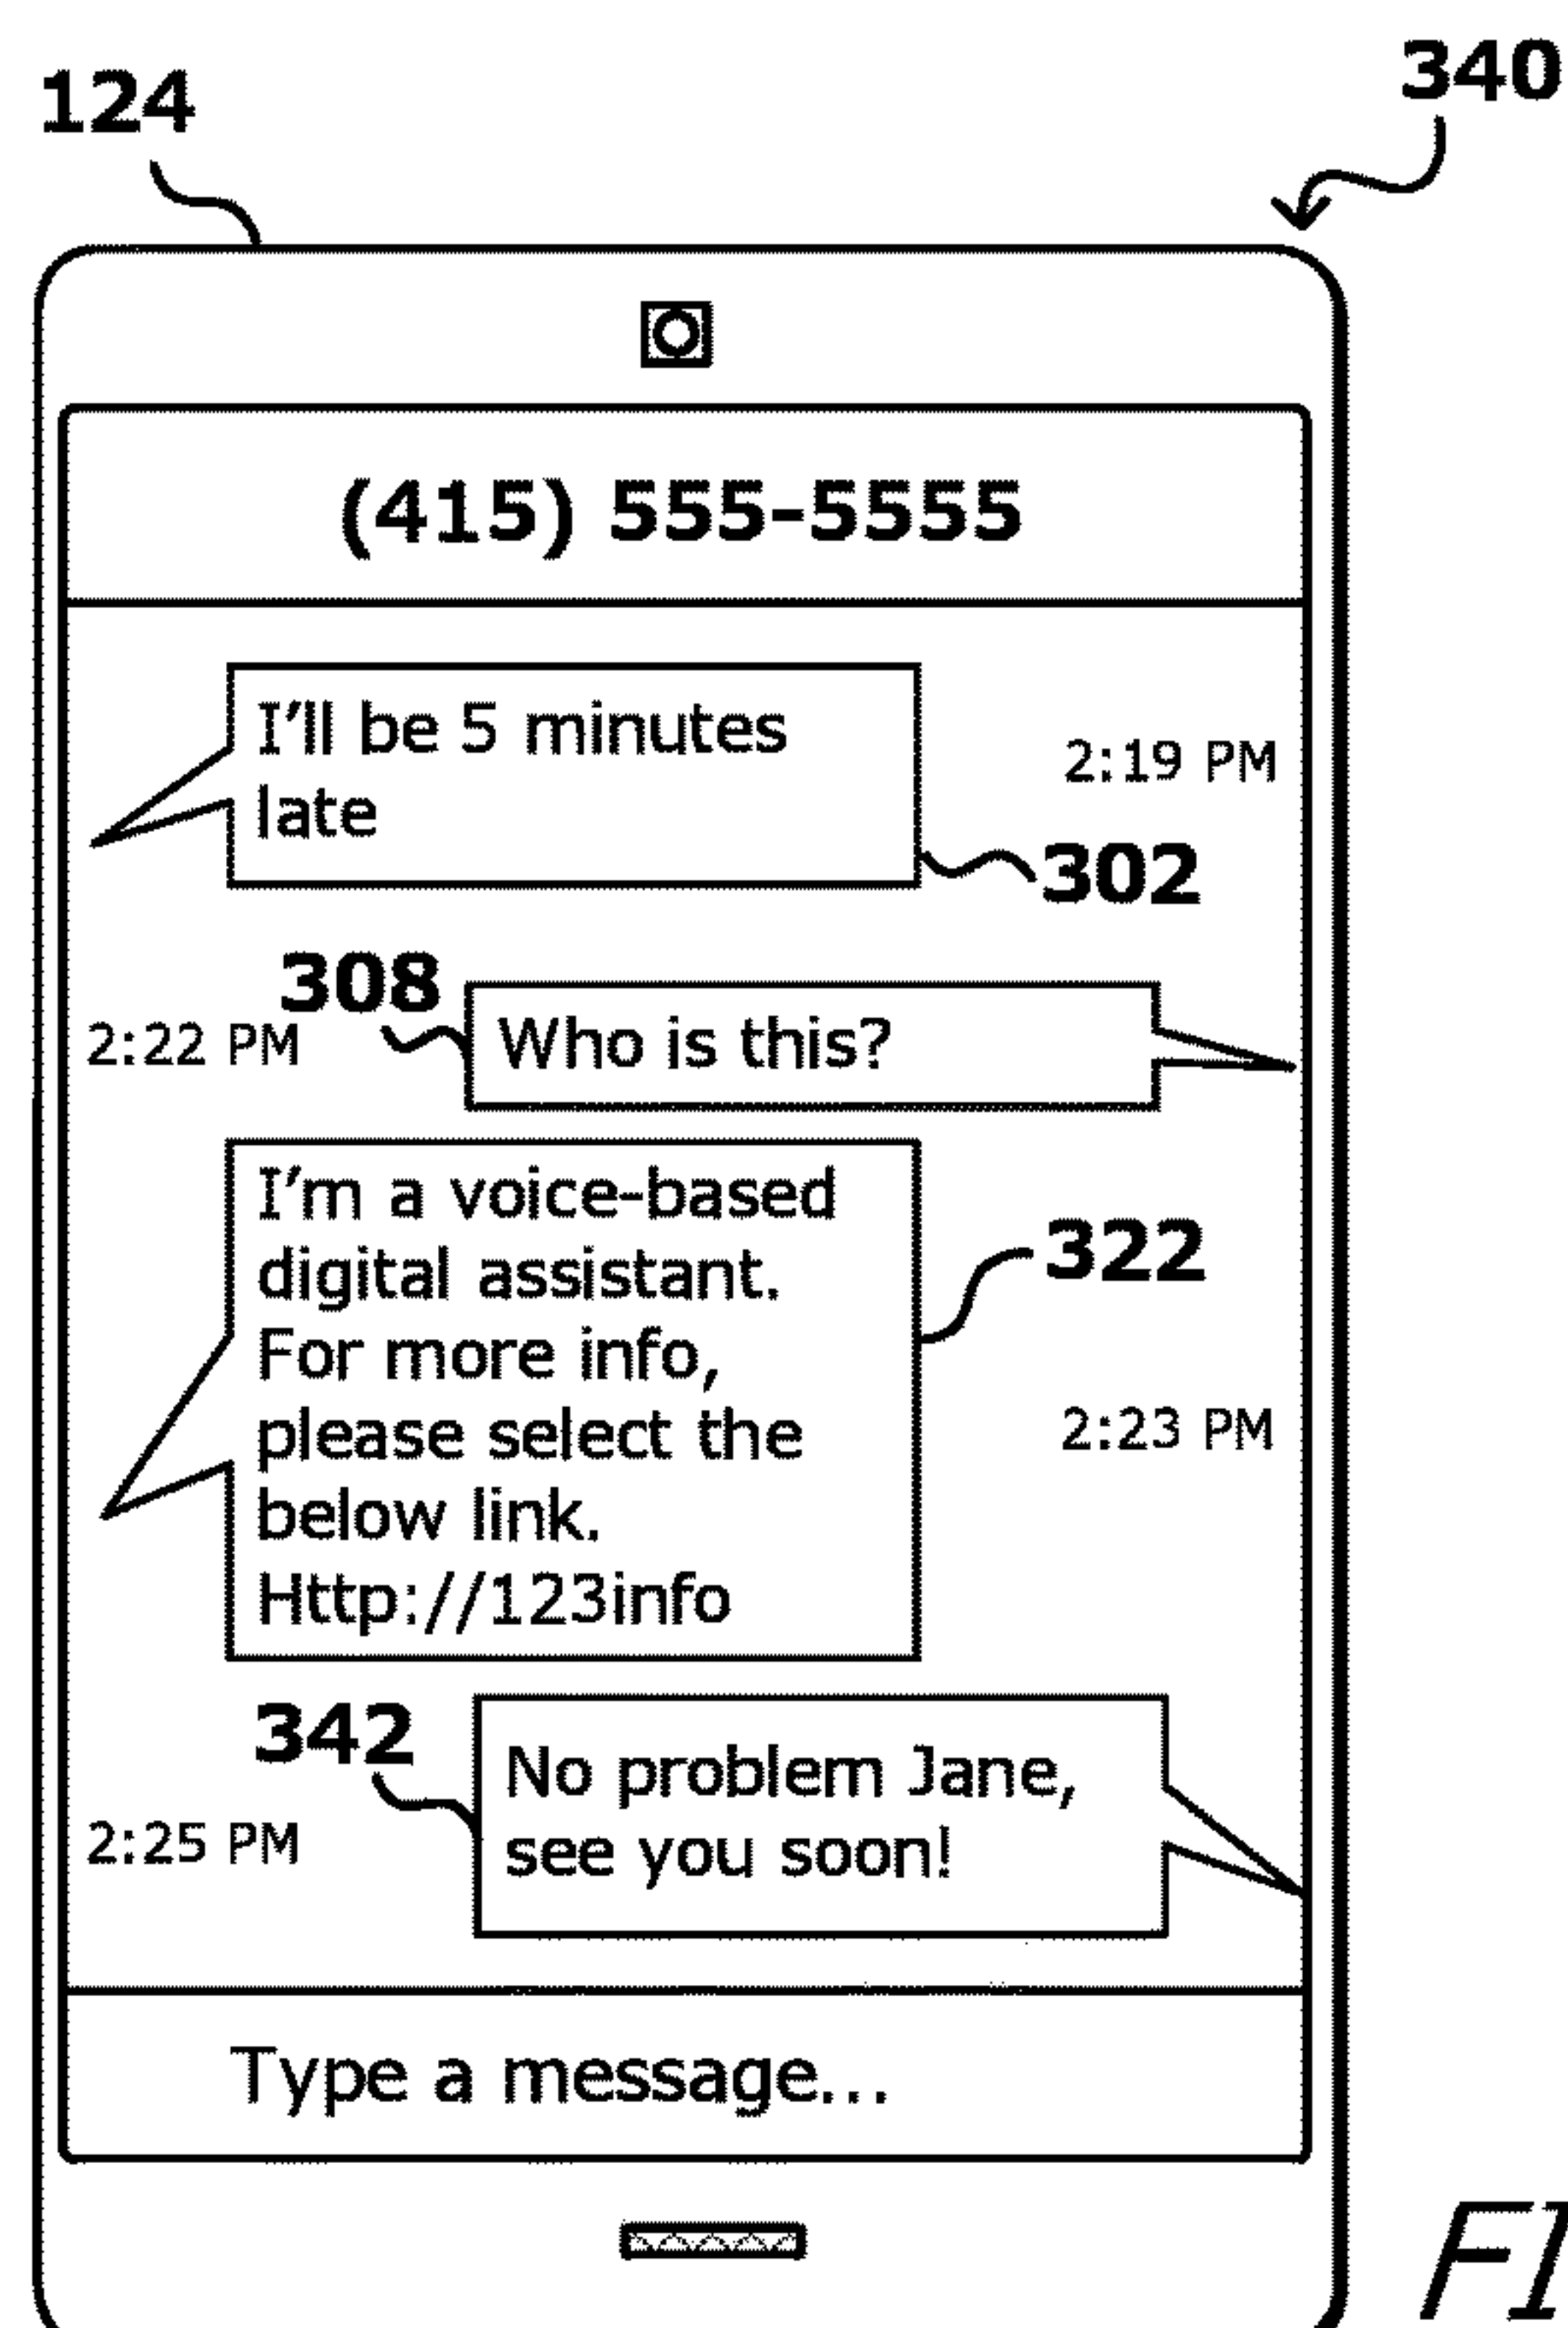 124
340
(415) 555-5555
I'll be 5 minutes
late
2:19 PM
302
308
2:22 PM
Who is this?
I'm a voice-based
digital assistant.
For more info,
please select the
below link.
Http://123info
322
2:23 PM
342
2:25 PM
No problem Jane,
see you soon!
Type a message...
FI